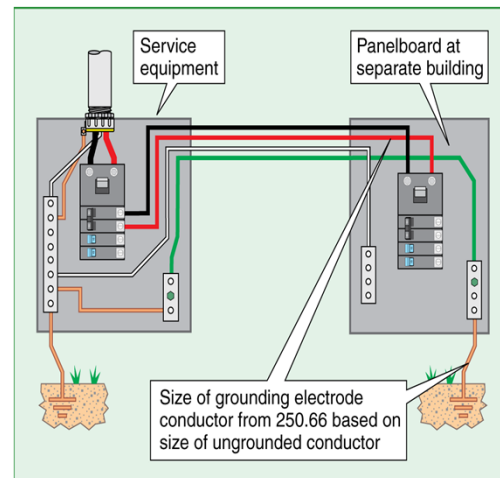 Service
equipment
Panelboard at
separate building
Size of grounding electrode
conductor from 250.66 based on
size of ungrounded conductor